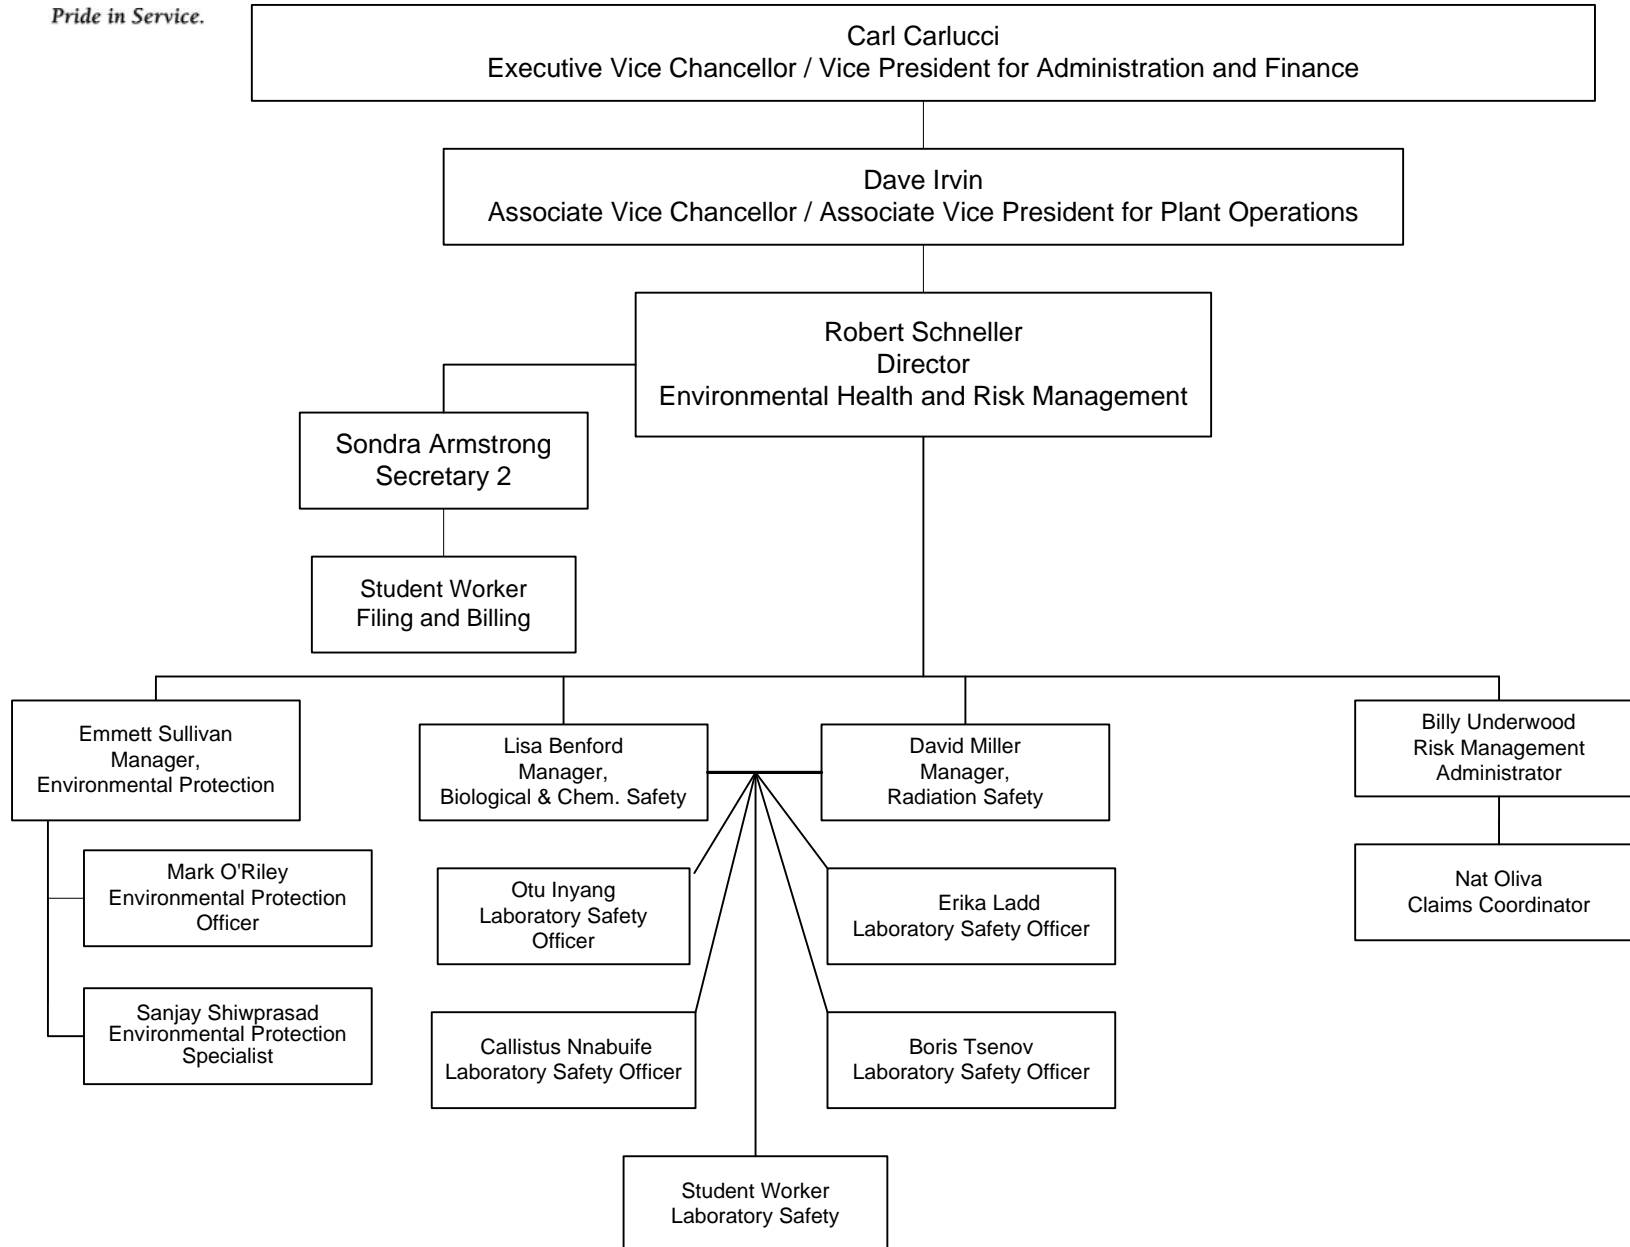 Pride in Service.
Carl Carlucci
Executive Vice Chancellor / Vice President for Administration and Finance
Dave Irvin
Associate Vice Chancellor / Associate Vice President for Plant Operations
Robert Schneller
Director
Environmental Health and Risk Management
Sondra Armstrong
Secretary 2
Student Worker
Filing and Billing
Emmett Sullivan
Manager,
Environmental Protection
Lisa Benford
Manager,
Biological & Chem. Safety
David Miller
Manager,
Radiation Safety
Billy Underwood
Risk Management
Administrator
Mark O'Riley
Environmental Protection
Officer
Otu Inyang
Laboratory Safety
Officer
Erika Ladd
Laboratory Safety Officer
Nat Oliva
Claims Coordinator
Sanjay Shiwprasad
Environmental Protection
Specialist
Callistus Nnabuife
Laboratory Safety Officer
Boris Tsenov
Laboratory Safety Officer
Student Worker
Laboratory Safety